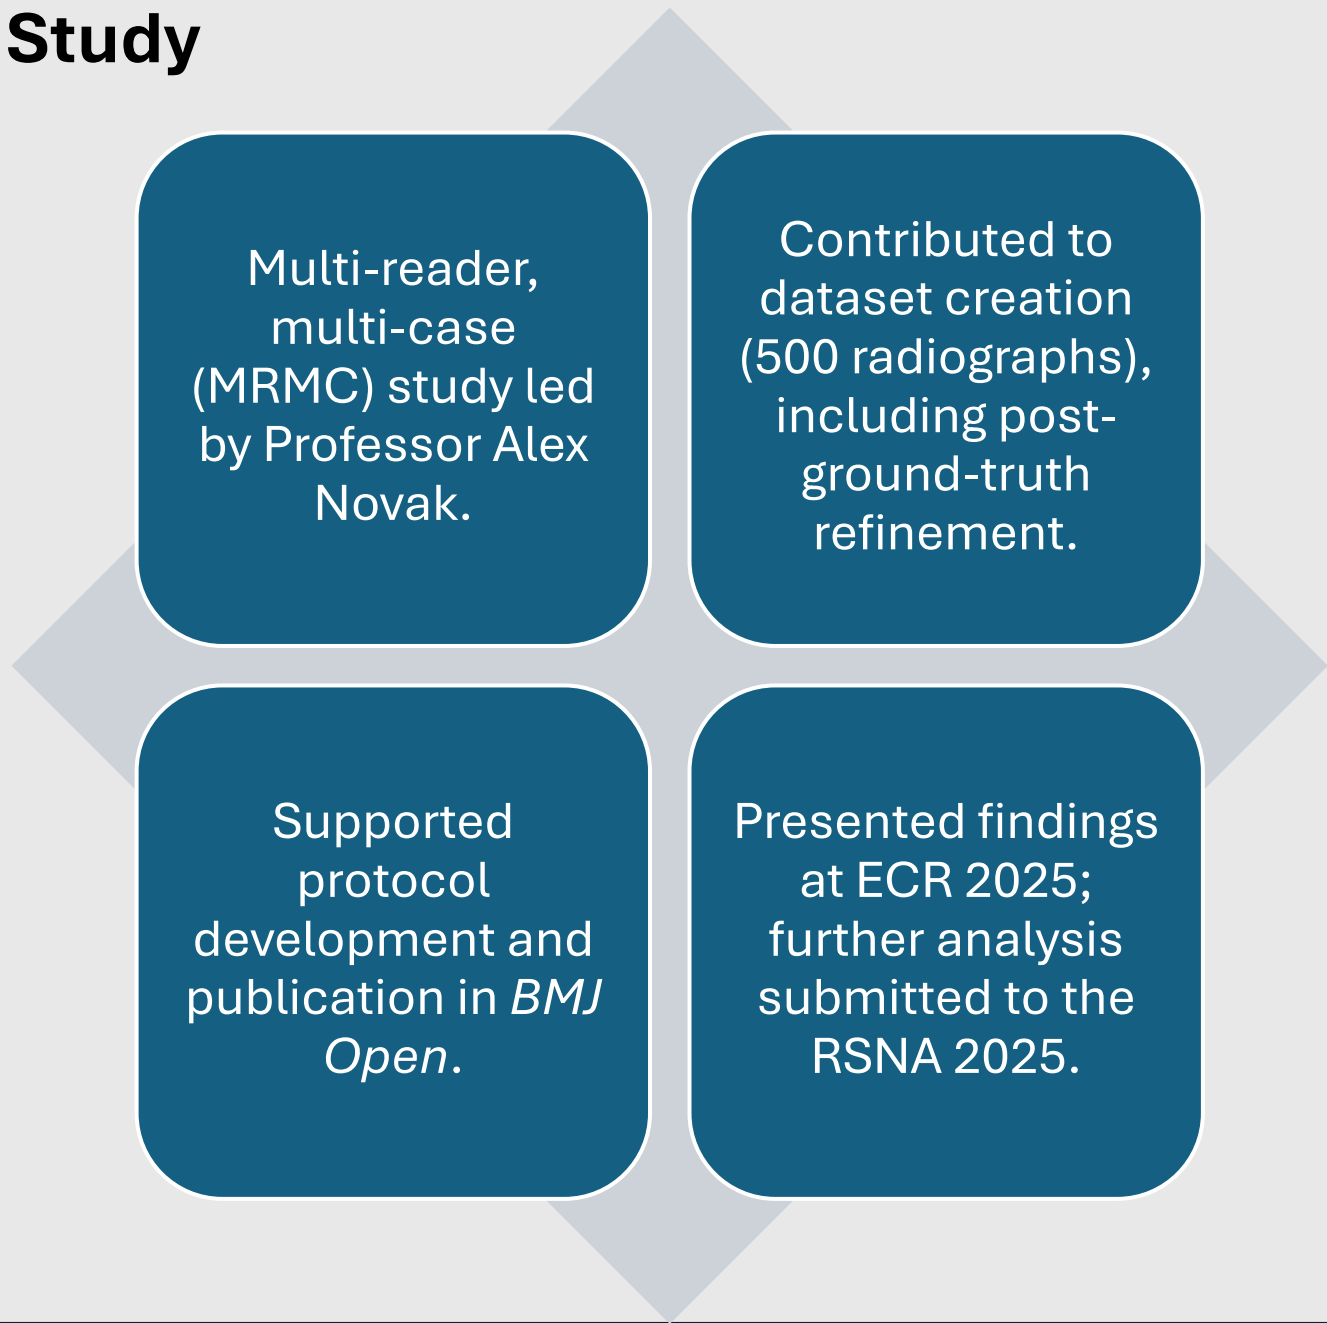 Study
Multi-reader,
multi-case
(MRMC) study led
by Professor Alex
Novak.
Contributed to
dataset creation
(500 radiographs),
including post-
ground-truth
refinement.
Supported
protocol
development and
publication in BMJ
Open.
Presented findings
at ECR 2025;
further analysis
submitted to the
RSNA 2025.